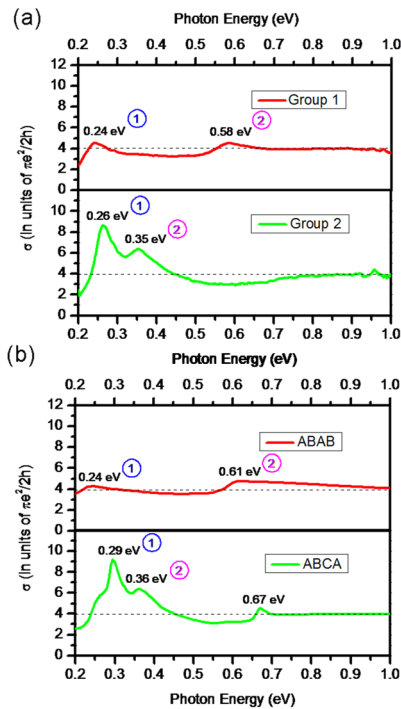 (a)
Photon Energy (eV)
0.2 0.3 0.4 0.5 0.6 0.7 0.8 0.9 1.0
σ (In units of πe²/2h)
12
10
8
6
4
2
1
2
0.24 eV
0.58 eV
Group 1
12
10
8
6
4
2
0
1
2
0.26 eV
0.35 eV
Group 2
0.2 0.3 0.4 0.5 0.6 0.7 0.8 0.9 1.0
Photon Energy (eV)
(b)
0.2 0.3 0.4 0.5 0.6 0.7 0.8 0.9 1.0
σ (In units of πe²/2h)
12
10
8
6
4
2
0
1
2
0.24 eV
0.61 eV
ABAB
10
8
6
4
2
0
1
2
0.29 eV
0.36 eV
0.67 eV
ABCA
0.2 0.3 0.4 0.5 0.6 0.7 0.8 0.9 1.0
Photon Energy (eV)